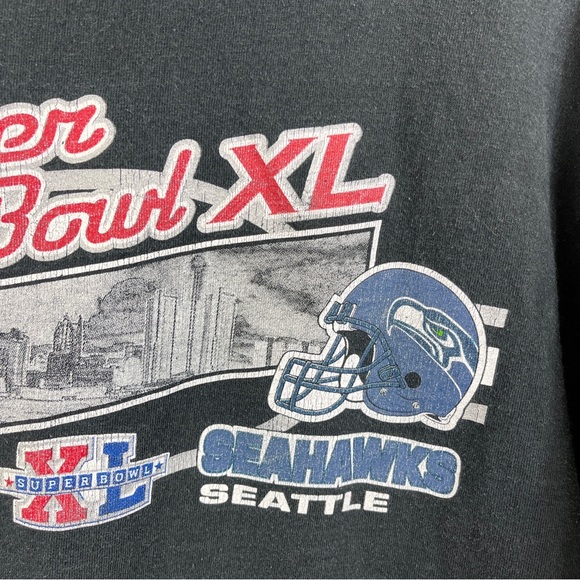 er
Bowl XL
XL
SUPER BOWL
SEAHAWKS
SEATTLE